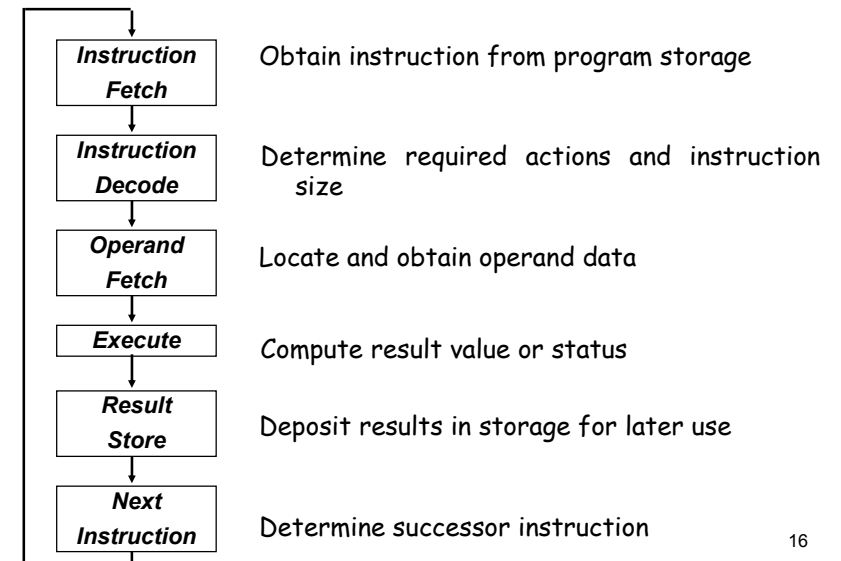 Instruction
Fetch
Obtain instruction from program storage
Instruction
Decode
Determine required actions and instruction
size
Operand
Fetch
Locate and obtain operand data
Execute
Compute result value or status
Result
Store
Deposit results in storage for later use
Next
Instruction
Determine successor instruction
16